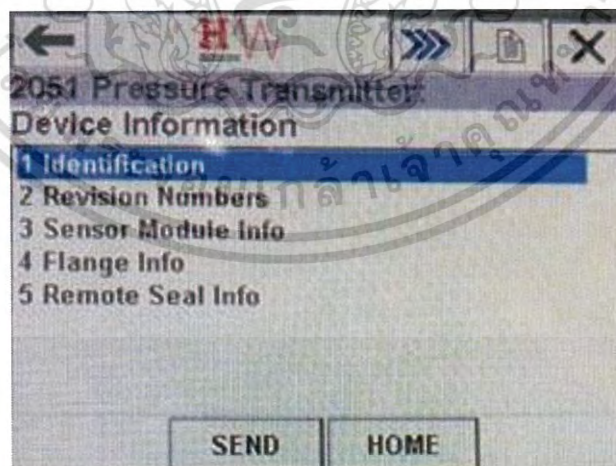 2051 Pressure Transmitter:
Device Information
1 Identification
2 Revision Numbers
3 Sensor Module Info
4 Flange Info
5 Remote Seal Info
SEND HOME